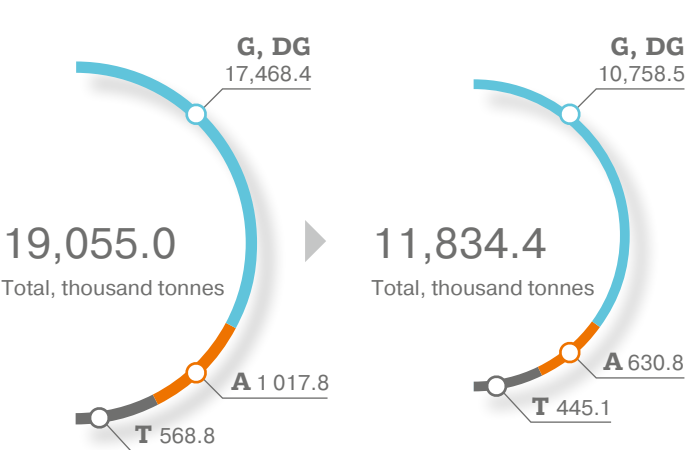 G, DG
17,468.4
19,055.0
Total, thousand tonnes
A 1 017.8
T 568.8
G, DG
10,758.5
11,834.4
Total, thousand tonnes
A 630.8
T 445.1